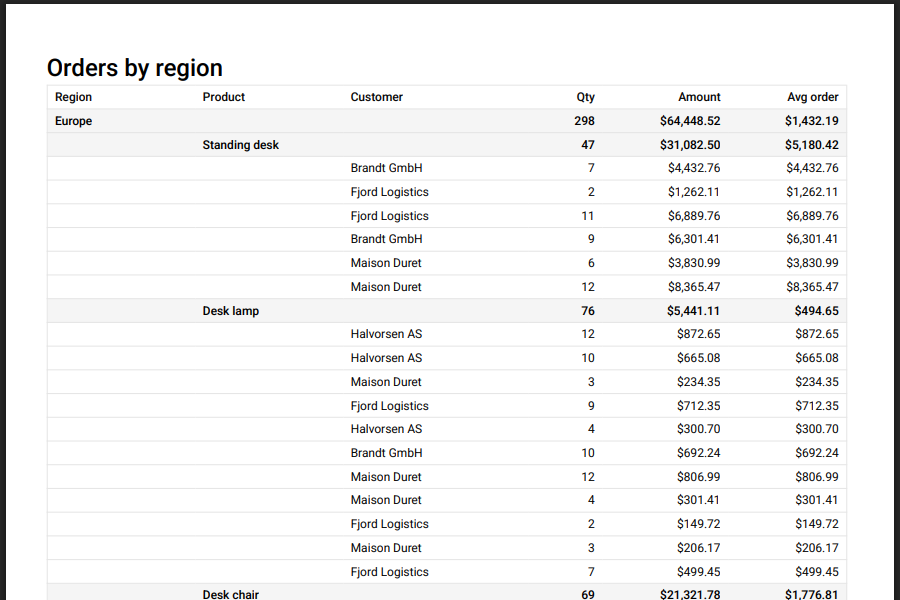 Orders by region
Region Product Customer Qty Amount Avg order
Europe 298 $64,448.52 $1,432.19
Standing desk 47 $31,082.50 $5,180.42
Brandt GmbH 7 $4,432.76 $4,432.76
Fjord Logistics 2 $1,262.11 $1,262.11
Fjord Logistics 11 $6,889.76 $6,889.76
Brandt GmbH 9 $6,301.41 $6,301.41
Maison Duret 6 $3,830.99 $3,830.99
Maison Duret 12 $8,365.47 $8,365.47
Desk lamp 76 $5,441.11 $494.65
Halvorsen AS 12 $872.65 $872.65
Halvorsen AS 10 $665.08 $665.08
Maison Duret 3 $234.35 $234.35
Fjord Logistics 9 $712.35 $712.35
Halvorsen AS 4 $300.70 $300.70
Brandt GmbH 10 $692.24 $692.24
Maison Duret 12 $806.99 $806.99
Maison Duret 4 $301.41 $301.41
Fjord Logistics 2 $149.72 $149.72
Maison Duret 3 $206.17 $206.17
Fjord Logistics 7 $499.45 $499.45
Desk chair 69 $21,321.78 $1,776.81